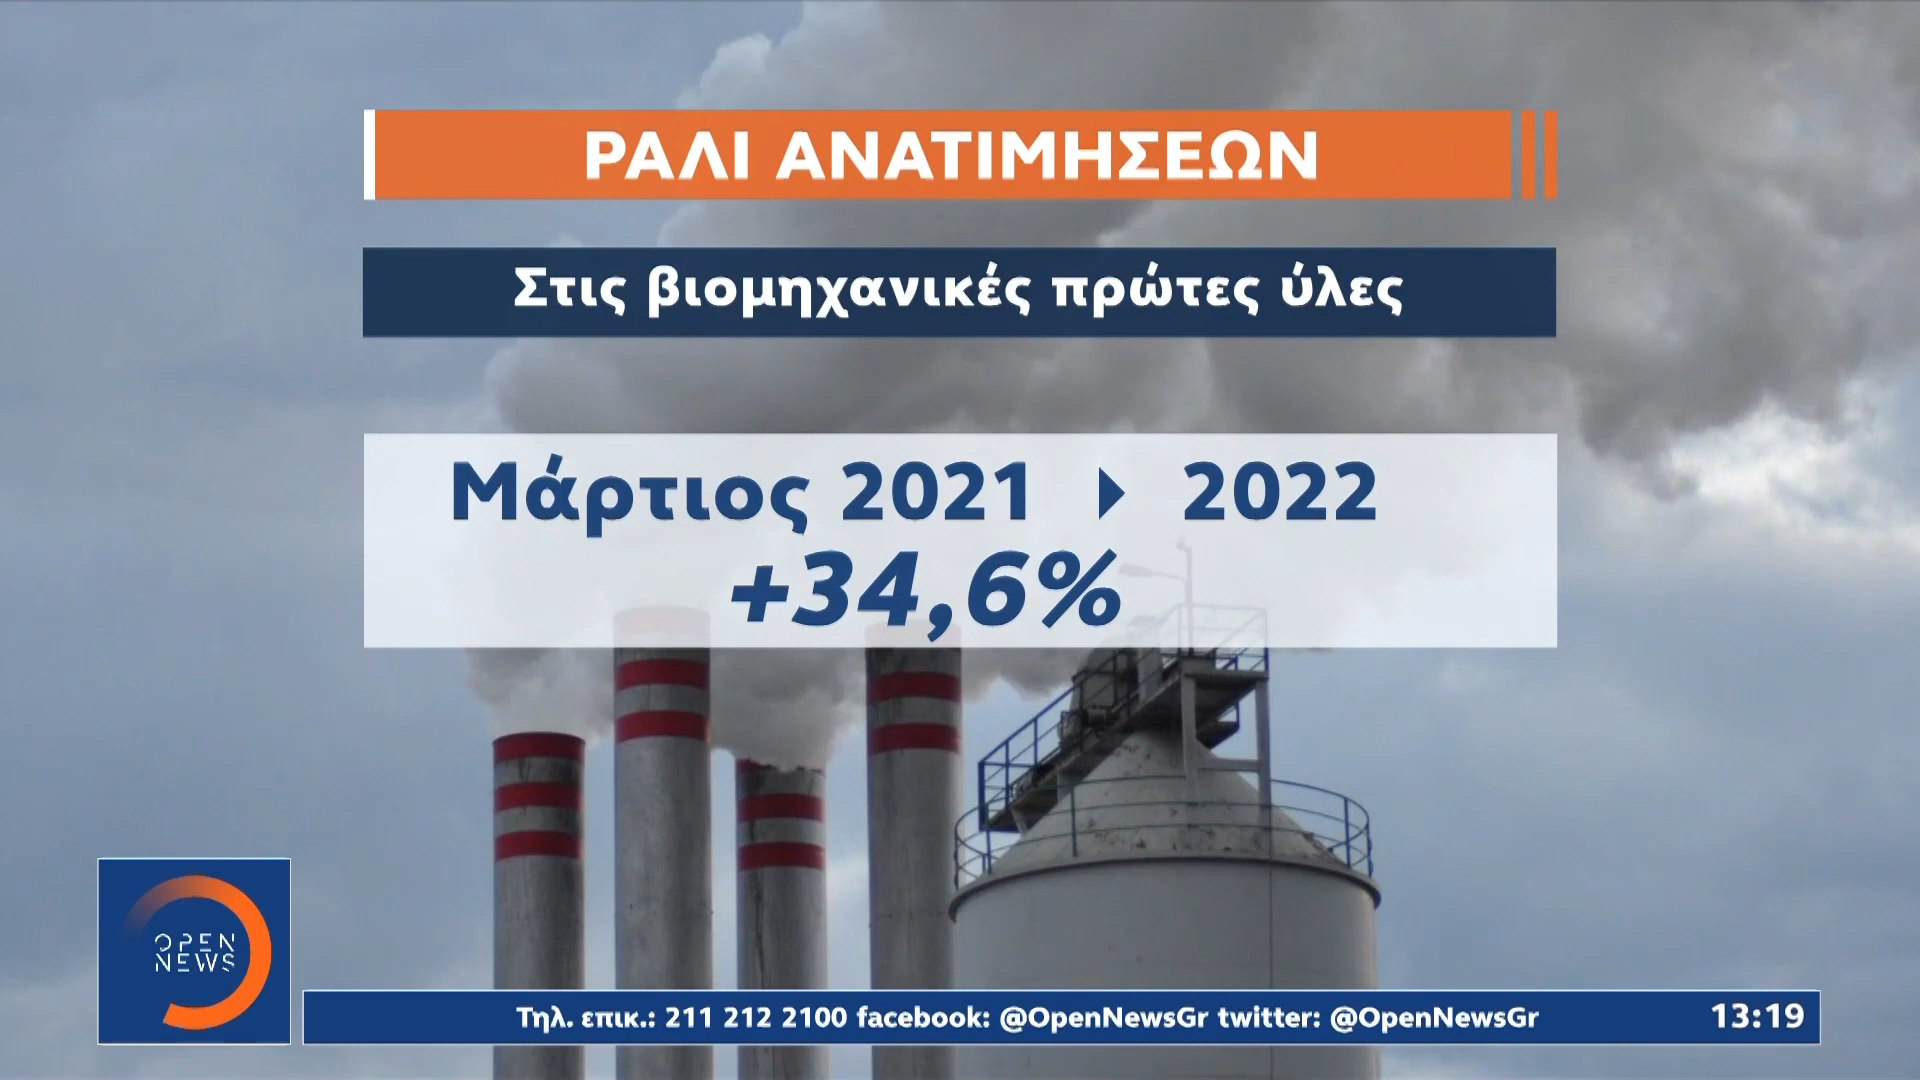 ΡΑΛΙ ΑΝΑΤΙΜΗΣΕΩΝ
Στις βιομηχανικές πρώτες ύλες
Μάρτιος 2021 ▶ 2022
+34,6%
OPEN
NEWS
Τηλ. επικ.: 211 212 2100 facebook: @OpenNewsGr twitter: @OpenNewsGr
13:19